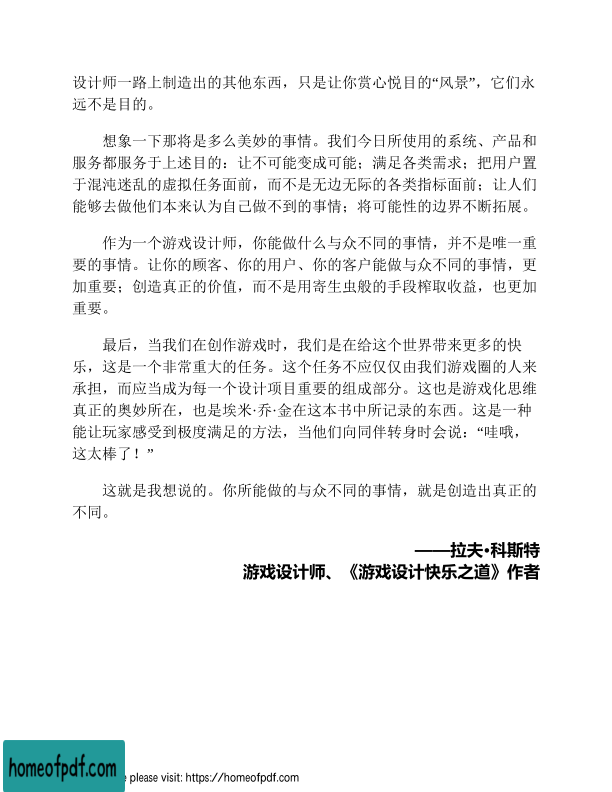 设计师一路上制造出的其他东西，只是让你赏心悦目的“风景”，它们永
远不是目的。
想象一下那将是多么美妙的事情。我们今日所使用的系统、产品和
服务都服务于上述目的：让不可能变成可能；满足各类需求；把用户置
于混沌迷乱的虚拟任务面前，而不是无边无际的各类指标面前；让人们
能够去做他们本来认为自己做不到的事情；将可能性的边界不断拓展。
作为一个游戏设计师，你能做什么与众不同的事情，并不是唯一重
要的事情。让你的顾客、你的用户、你的客户能做与众不同的事情，更
加重要；创造真正的价值，而不是用寄生虫般的手段榨取收益，也更加
重要。
最后，当我们在创作游戏时，我们是在给这个世界带来更多的快
乐，这是一个非常重大的任务。这个任务不应仅仅由我们游戏圈的人来
承担，而应当成为每一个设计项目重要的组成部分。这也是游戏化思维
真正的奥妙所在，也是埃米·乔·金在这本书中所记录的东西。这是一种
能让玩家感受到极度满足的方法，当他们向同伴转身时会说：“哇哦，
这太棒了！”
这就是我想说的。你所能做的与众不同的事情，就是创造出真正的
不同。
——拉夫·科斯特
游戏设计师、《游戏设计快乐之道》作者
homeofpdf.com
e please visit: https://homeofpdf.com